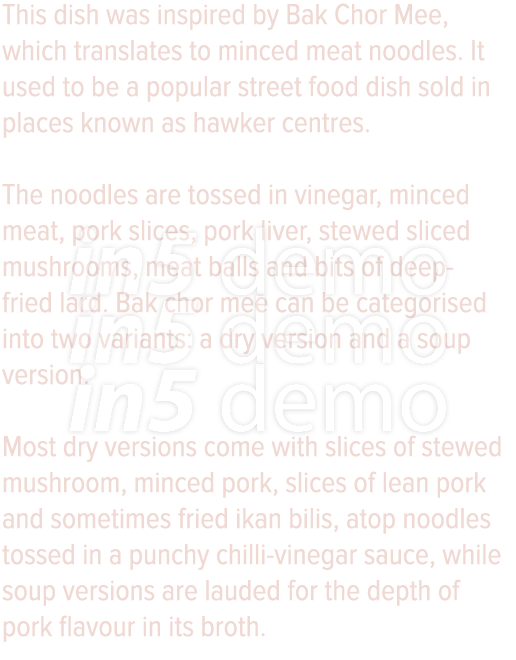 This dish was inspired by Bak Chor Mee,
which translates to minced meat noodles. It
used to be a popular street food dish sold in
places known as hawker centres.
The noodles are tossed in vinegar, minced
meat, pork slices, pork liver, stewed sliced
mushrooms, meat balls and bits of deep-
fried lard. Bak chor mee can be categorised
into two variants: a dry version and a soup
version.
in5 demo
in5 demo
in5 demo
Most dry versions come with slices of stewed
mushroom, minced pork, slices of lean pork
and sometimes fried ikan bilis, atop noodles
tossed in a punchy chilli-vinegar sauce, while
soup versions are lauded for the depth of
pork flavour in its broth.